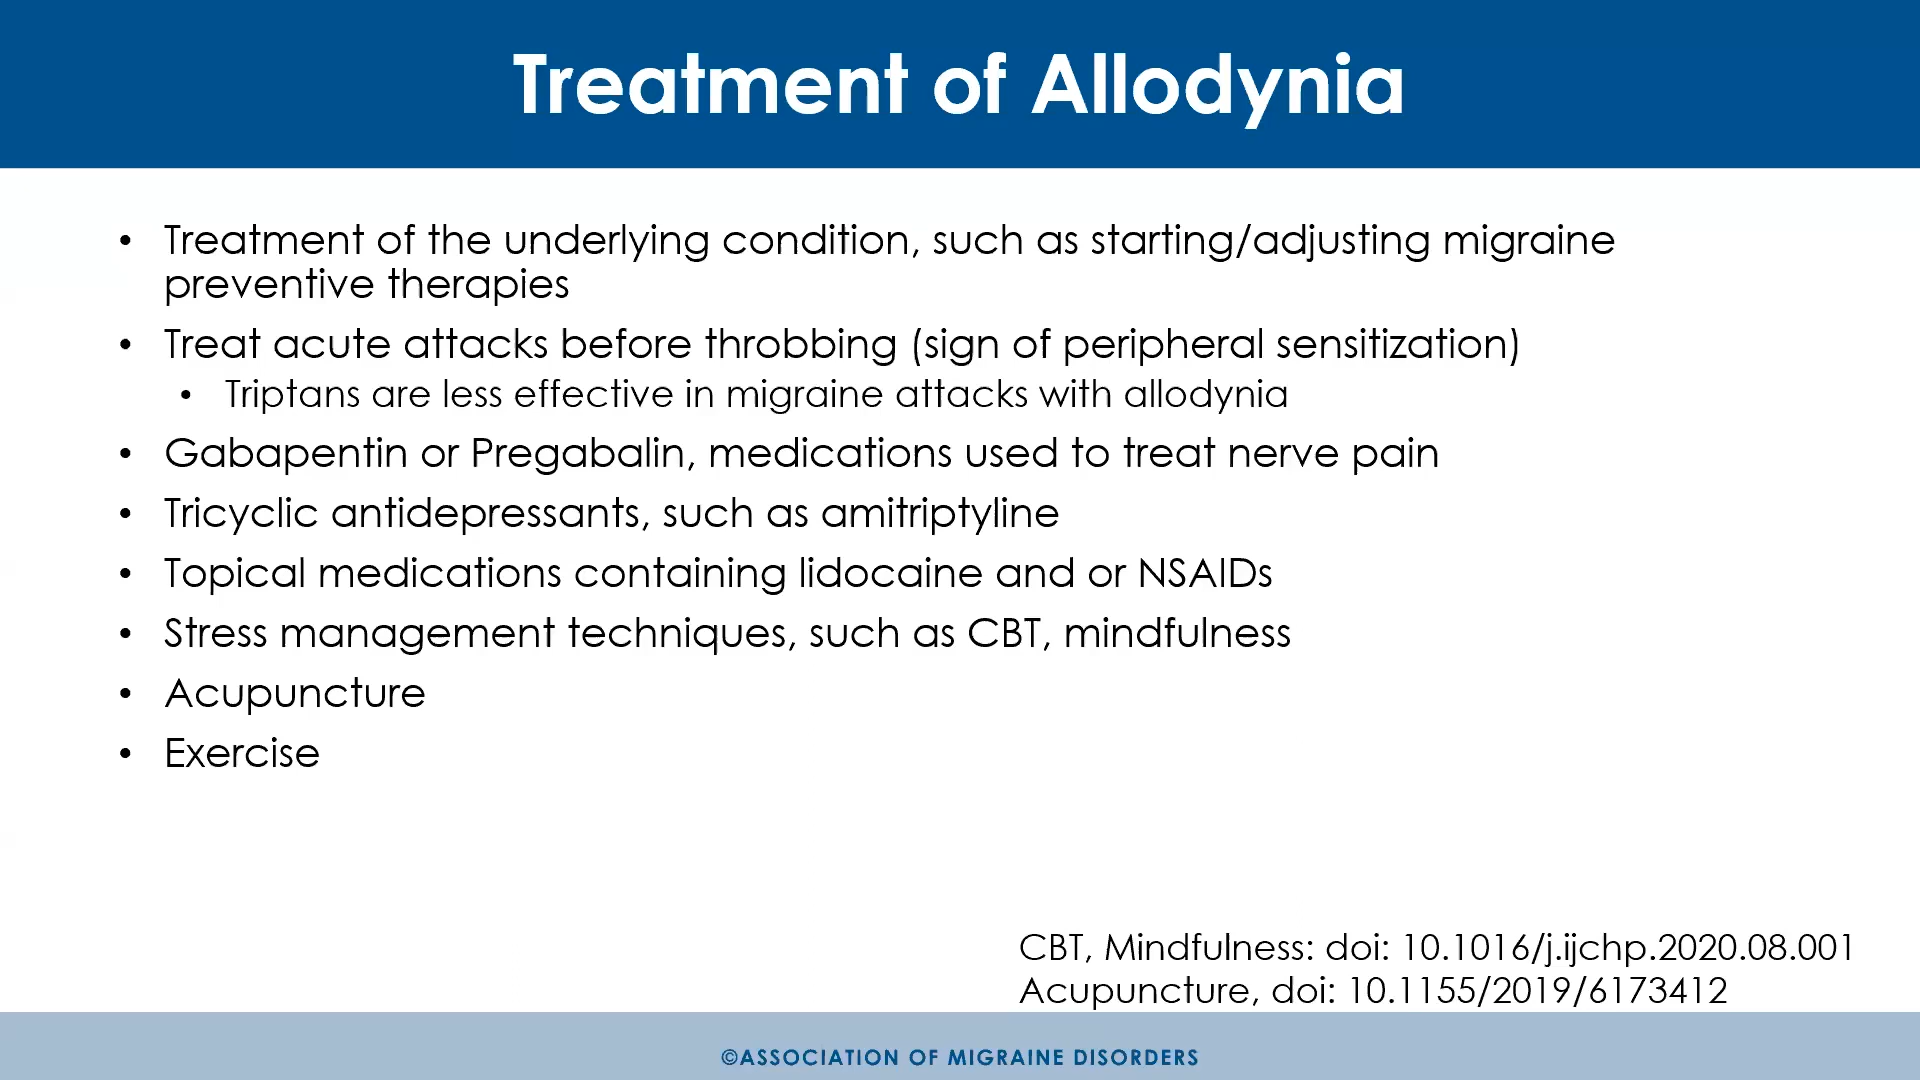 Treatment of Allodynia
• Treatment of the underlying condition, such as starting/adjusting migraine
preventive therapies
• Treat acute attacks before throbbing (sign of peripheral sensitization)
• Triptans are less effective in migraine attacks with allodynia
• Gabapentin or Pregabalin, medications used to treat nerve pain
• Tricyclic antidepressants, such as amitriptyline
• Topical medications containing lidocaine and or NSAIDs
• Stress management techniques, such as CBT, mindfulness
• Acupuncture
• Exercise
CBT, Mindfulness: doi: 10.1016/j.ijchp.2020.08.001
Acupuncture, doi: 10.1155/2019/6173412
©ASSOCIATION OF MIGRAINE DISORDERS